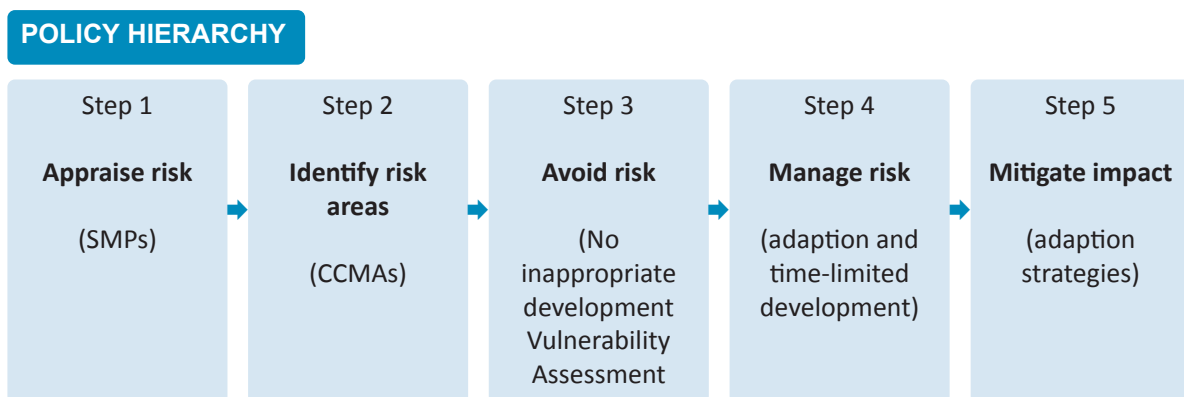 POLICY HIERARCHY
Step 1
Appraise risk
(SMPs)
Step 2
Identify risk
areas
(CCMAs)
Step 3
Avoid risk
(No
inappropriate
development
Vulnerability
Assessment
Step 4
Manage risk
(adaption and
time-limited
development)
Step 5
Mitigate impact
(adaption
strategies)